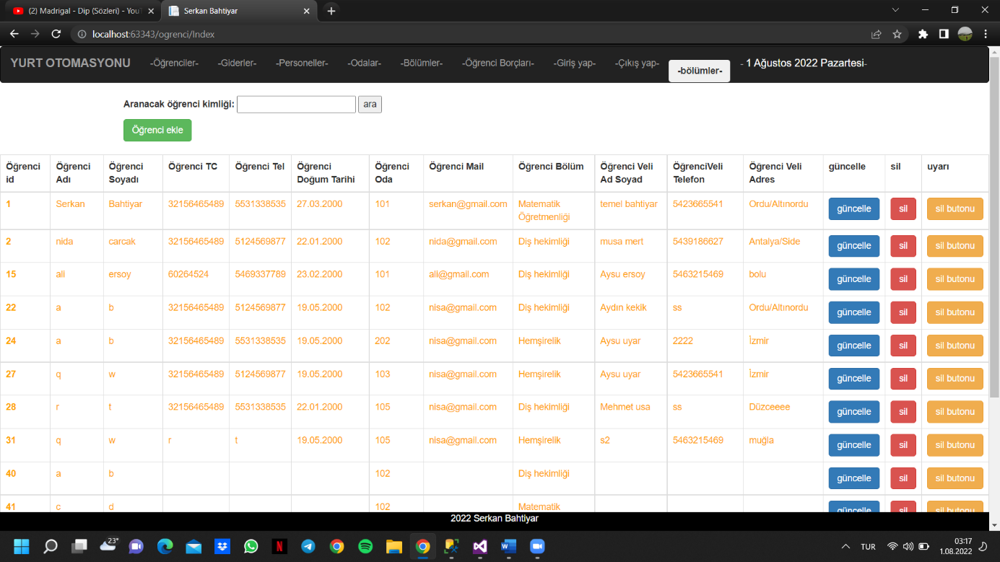 (2) Madrigal - Dip (Sözleri) - YouT
Serkan Bahtiyar
localhost:63343/ogrenci/Index
YURT OTOMASYONU -Öğrenciler- -Giderler- -Personeller- -Odalar- -Bölümler- -Öğrenci Borçları- -Giriş yap- -Çıkış yap- -bölümler- - 1 Ağustos 2022 Pazartesi-
Aranacak öğrenci kimliği: ara
Öğrenci ekle
Öğrenci id Öğrenci Adı Öğrenci Soyadı Öğrenci TC Öğrenci Tel Öğrenci Doğum Tarihi Öğrenci Oda Öğrenci Mail Öğrenci Bölüm Öğrenci Veli Ad Soyad ÖğrenciVeli Telefon Öğrenci Veli Adres güncelle sil uyarı
1 Serkan Bahtiyar 32156465489 5531338535 27.03.2000 101 serkan@gmail.com Matematik Öğretmenliği temel bahtiyar 5423665541 Ordu/Altınordu güncelle sil sil butonu
2 nida carcak 32156465489 5124569877 22.01.2000 102 nida@gmail.com Diş hekimliği musa mert 5439186627 Antalya/Side güncelle sil sil butonu
15 ali ersoy 60264524 5469337789 23.02.2000 101 ali@gmail.com Diş hekimliği Aysu ersoy 5463215469 bolu güncelle sil sil butonu
22 a b 32156465489 5124569877 19.05.2000 102 nisa@gmail.com Diş hekimliği Aydın keklk ss Ordu/Altınordu güncelle sil sil butonu
24 a b 32156465489 5531338535 19.05.2000 202 nisa@gmail.com Hemşirelik Aysu uyar 2222 İzmir güncelle sil sil butonu
27 q w 32156465489 5124569877 19.05.2000 103 nisa@gmail.com Hemşirelik Aysu uyar 5423665541 İzmir güncelle sil sil butonu
28 r t 32156465489 5531338535 22.01.2000 105 nisa@gmail.com Diş hekimliği Mehmet usa ss Düzceeee güncelle sil sil butonu
31 q w r t 19.05.2000 105 nisa@gmail.com Hemşirelik s2 5463215469 muğla güncelle sil sil butonu
40 a b 102 Diş hekimliği güncelle sil sil butonu
41 c d 102 Matematik güncelle sil sil butonu
2022 Serkan Bahtiyar
23°
TUR
03:17
1.08.2022